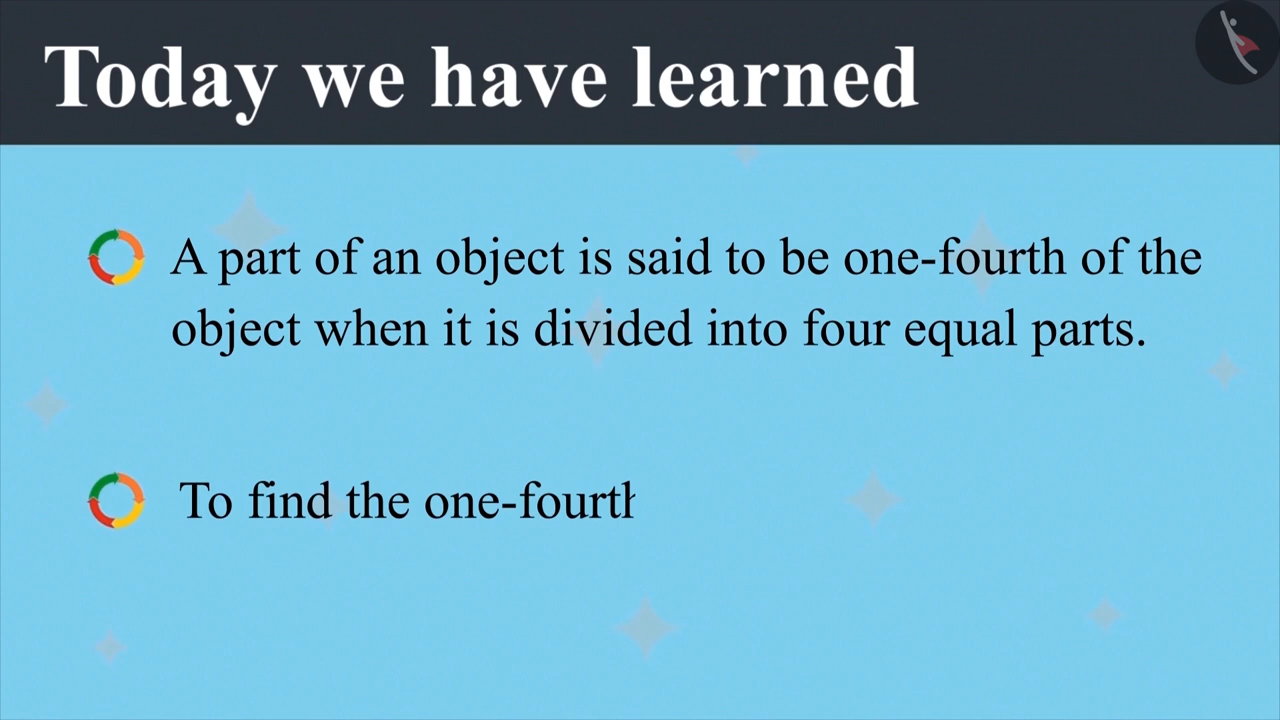 Today we have learned
A part of an object is said to be one-fourth of the
object when it is divided into four equal parts.
To find the one-fourth